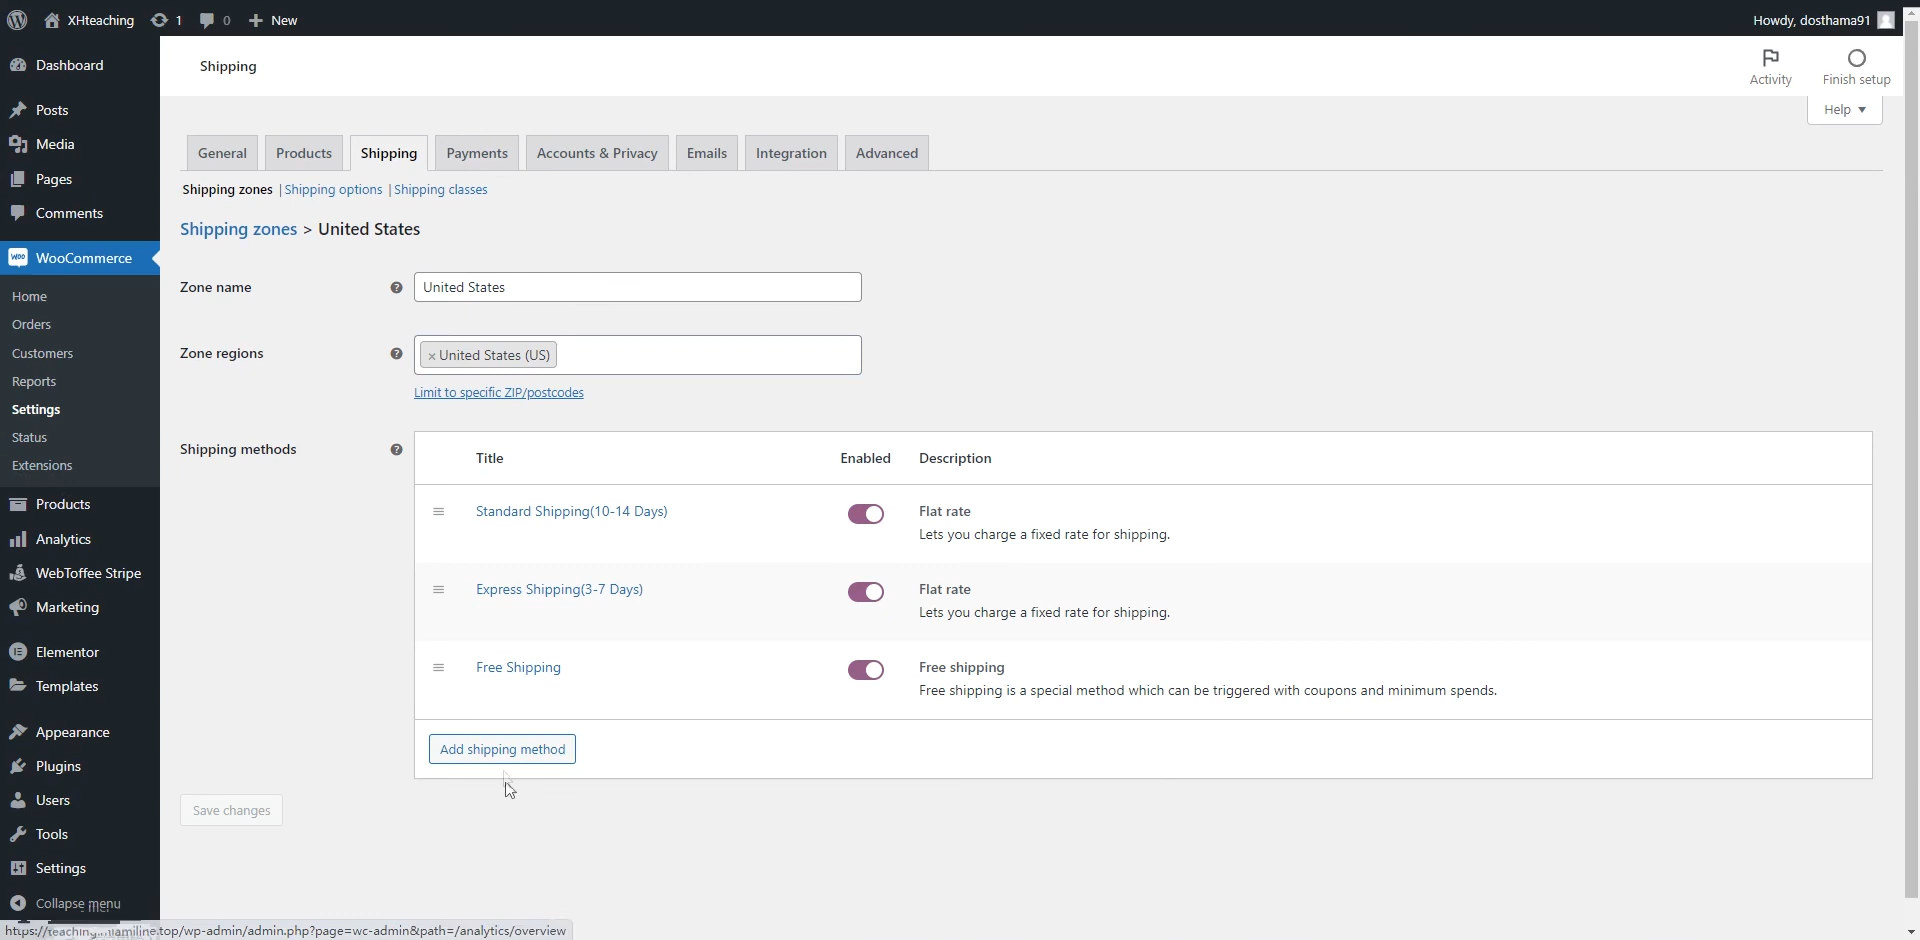 XHteaching 1 0 New
Howdy, dosthama91
Shipping
Activity
Finish setup
Help
Dashboard
Posts
Media
Pages
Comments
WooCommerce
Home
Orders
Customers
Reports
Settings
Status
Extensions
Products
Analytics
WebToffee Stripe
Marketing
Elementor
Templates
Appearance
Plugins
Users
Tools
Settings
Collapse menu
General Products Shipping Payments Accounts & Privacy Emails Integration Advanced
Shipping zones | Shipping options | Shipping classes
Shipping zones > United States
Zone name
United States
Zone regions
× United States (US)
Limit to specific ZIP/postcodes
Shipping methods
Title Enabled Description
Standard Shipping(10-14 Days) Flat rate
Lets you charge a fixed rate for shipping.
Express Shipping(3-7 Days) Flat rate
Lets you charge a fixed rate for shipping.
Free Shipping Free shipping
Free shipping is a special method which can be triggered with coupons and minimum spends.
Add shipping method
Save changes
top/wp-admin/admin.php?page=wc-admin&path=/analytics/overview